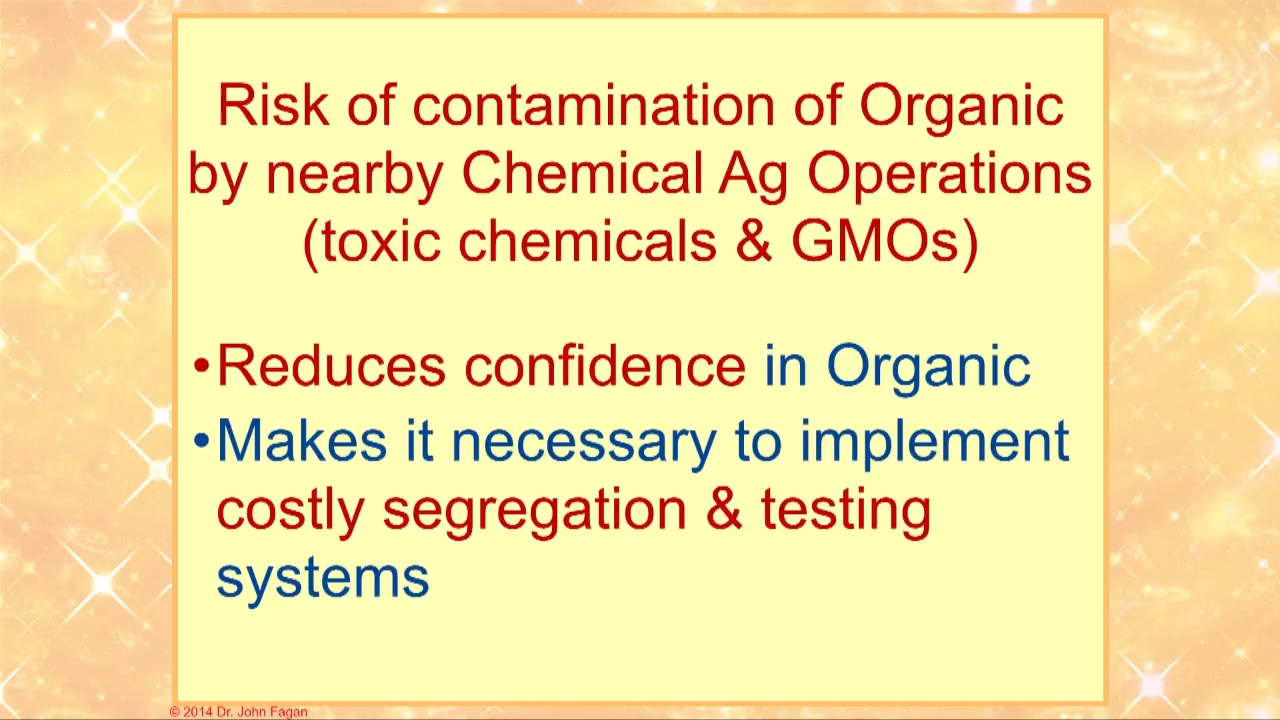 Risk of contamination of Organic
by nearby Chemical Ag Operations
(toxic chemicals & GMOs)
•Reduces confidence in Organic
•Makes it necessary to implement
costly segregation & testing
systems
© 2014 Dr. John Fagan